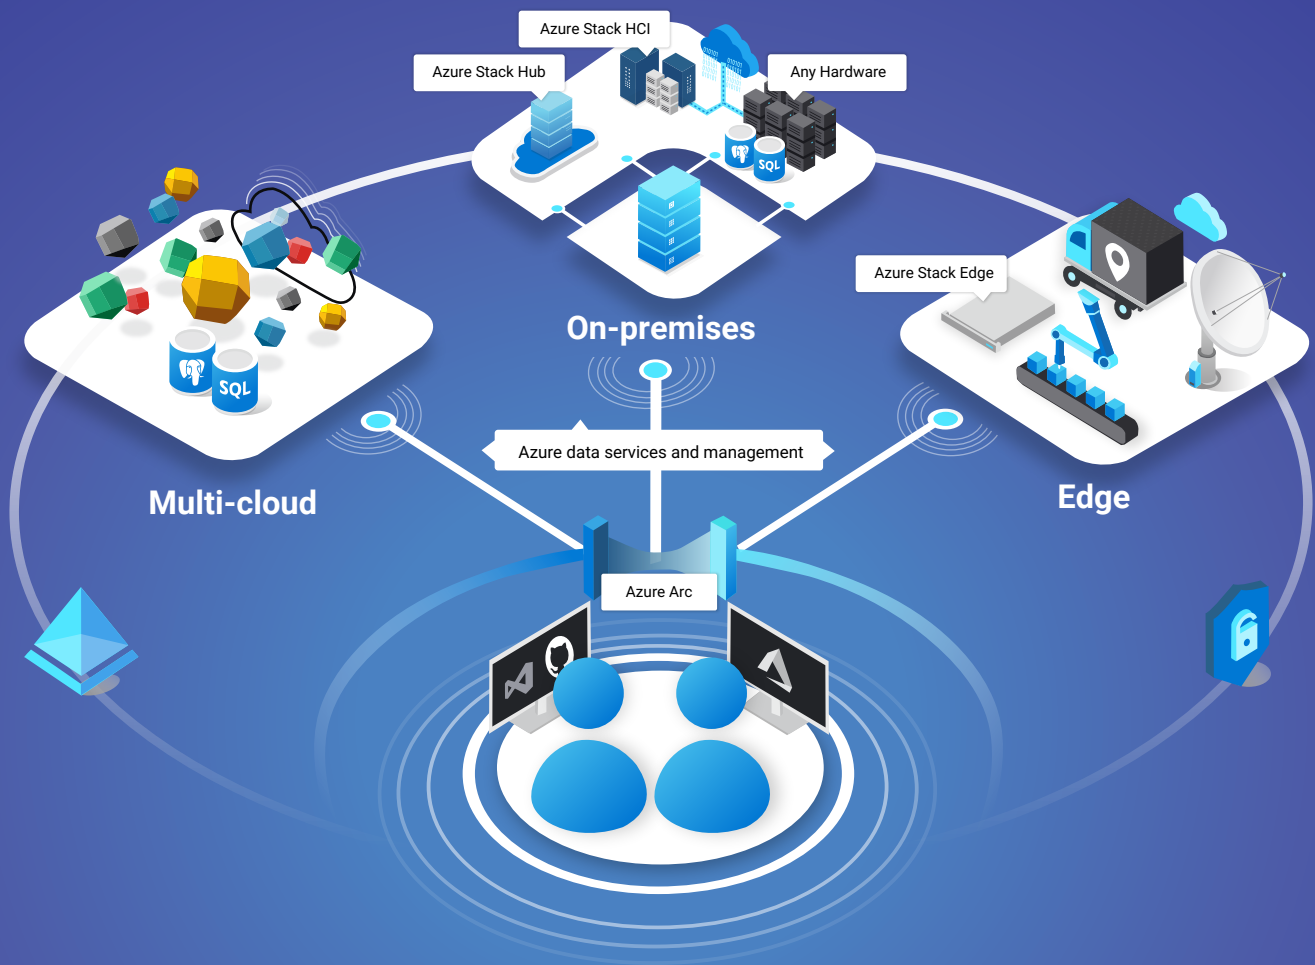 Azure Stack HCI
Azure Stack Hub
Any Hardware
SQL
Azure Stack Edge
On-premises
SQL
Azure data services and management
Multi-cloud
Edge
Azure Arc